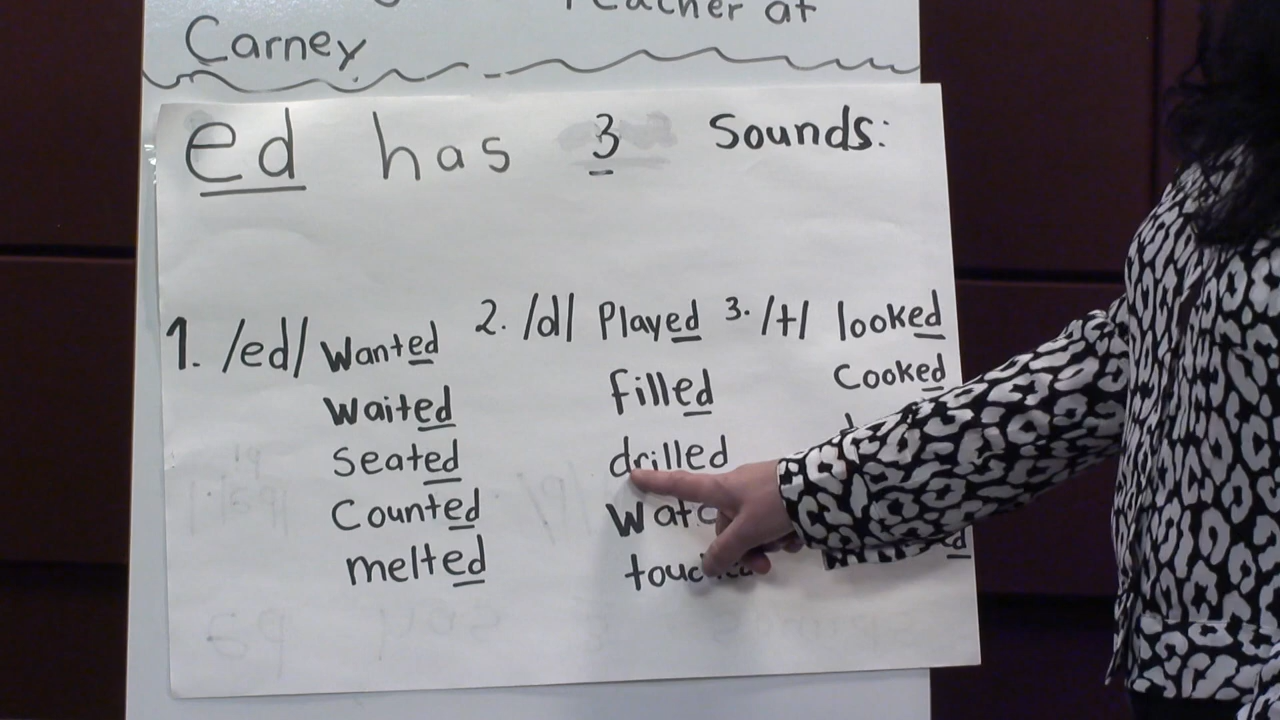 Teacher at
Carney
ed has 3 Sounds:
1. /ed/ Wanted
Waited
Seated
Counted
melted
2. /d/ Played
filled
drilled
3. /t/ looked
Cooked